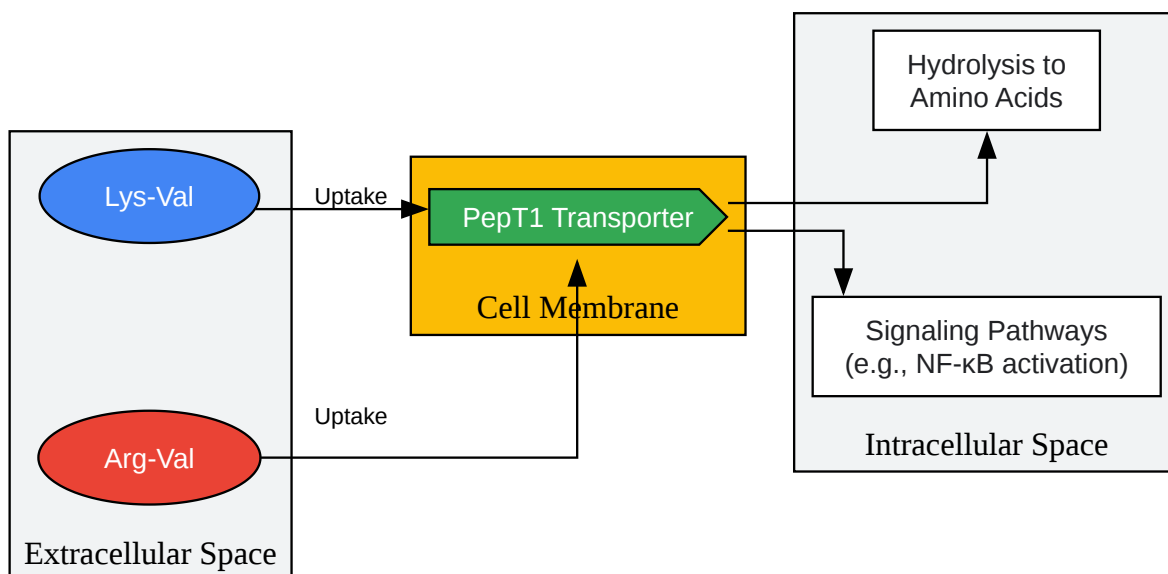 Lys-Val
Uptake
Arg-Val
Uptake
Extracellular Space
PepT1 Transporter
Cell Membrane
Hydrolysis to
Amino Acids
Signaling Pathways
(e.g., NF-κB activation)
Intracellular Space